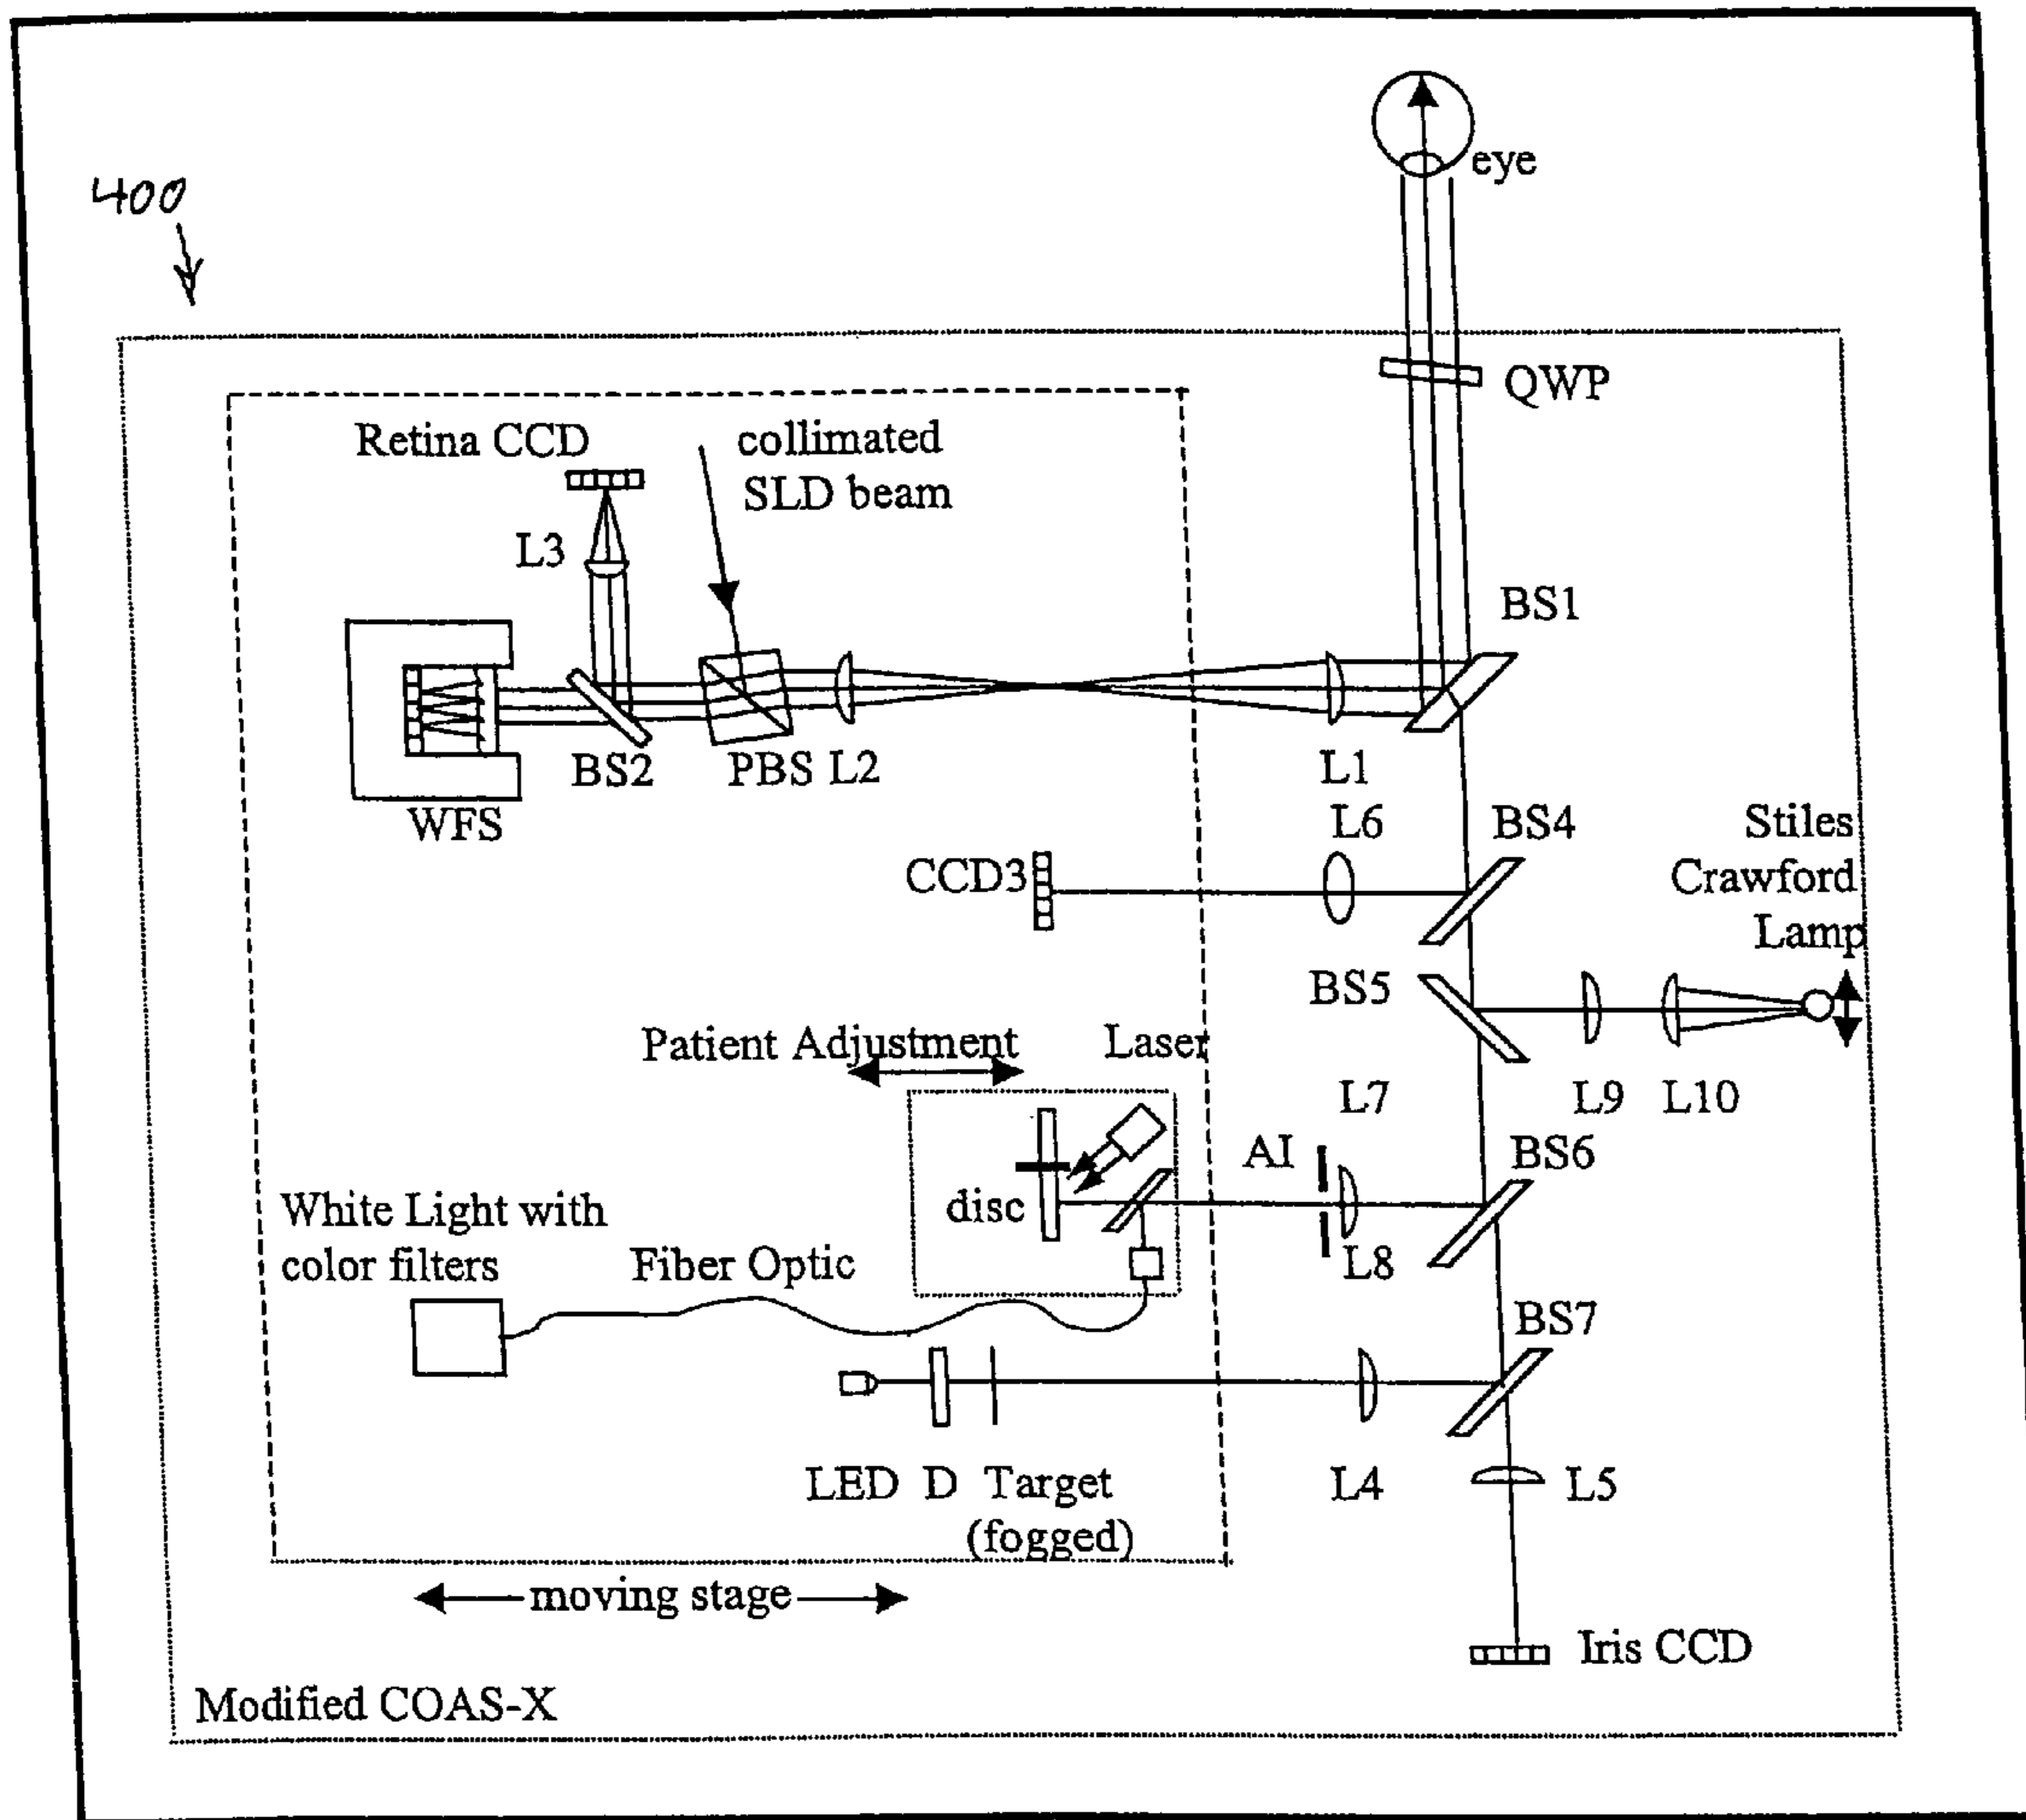 eye
400
QWP
Retina CCD
collimated
SLD beam
L3
BS1
BS2
PBS
L2
L1
WFS
L6
BS4
Stiles
Crawford
Lamp
CCD3
BS5
Patient Adjustment
Laser
L7
L9
L10
AI
BS6
disc
White Light with
color filters
Fiber Optic
L8
BS7
LED
D
Target
(fogged)
L4
L5
moving stage
Iris CCD
Modified COAS-X